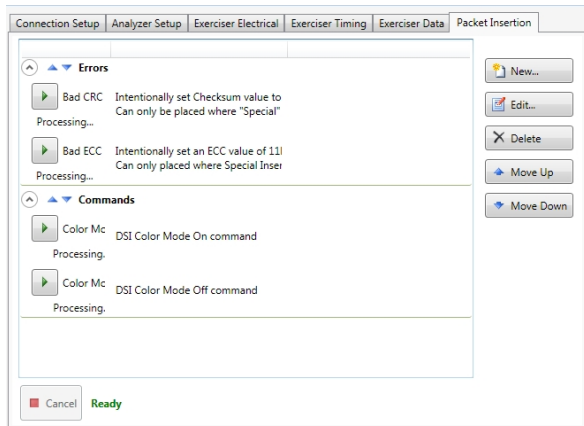 Connection Setup Analyzer Setup Exerciser Electrical Exerciser Timing Exerciser Data Packet Insertion
Errors
Bad CRC Intentionally set Checksum value to
Can only be placed where "Special"
Processing...
Bad ECC Intentionally set an ECC value of 11
Can only placed where Special Inser
Processing...
Commands
Color Mc DSI Color Mode On command
Processing.
Color Mc DSI Color Mode Off command
Processing.
New...
Edit...
Delete
Move Up
Move Down
Cancel Ready